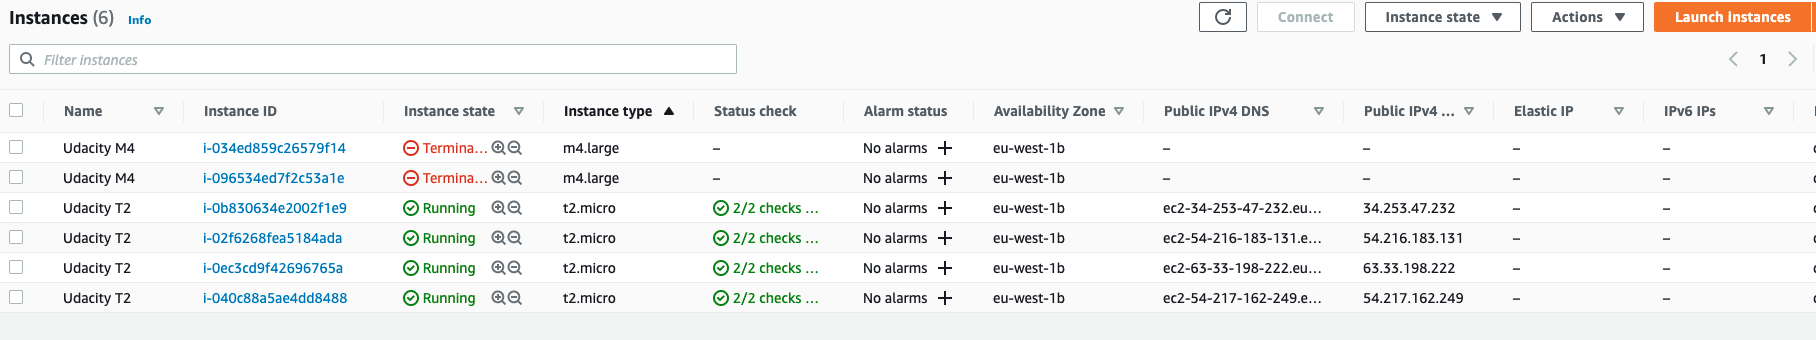 Instances (6) Info Connect Instance state Actions Launch instances
Filter instances 1
Name Instance ID Instance state Instance type Status check Alarm status Availability Zone Public IPv4 DNS Public IPv4 ... Elastic IP IPv6 IPs
Udacity M4 i-034ed859c26579f14 Termina... m4.large – No alarms + eu-west-1b – – – –
Udacity M4 i-096534ed7f2c53a1e Termina... m4.large – No alarms + eu-west-1b – – – –
Udacity T2 i-0b830634e2002f1e9 Running t2.micro 2/2 checks ... No alarms + eu-west-1b ec2-34-253-47-232.eu... 34.253.47.232 – –
Udacity T2 i-02f6268fea5184ada Running t2.micro 2/2 checks ... No alarms + eu-west-1b ec2-54-216-183-131.e... 54.216.183.131 – –
Udacity T2 i-0ec3cd9f42696765a Running t2.micro 2/2 checks ... No alarms + eu-west-1b ec2-63-33-198-222.eu... 63.33.198.222 – –
Udacity T2 i-040c88a5ae4dd8488 Running t2.micro 2/2 checks ... No alarms + eu-west-1b ec2-54-217-162-249.e... 54.217.162.249 – –